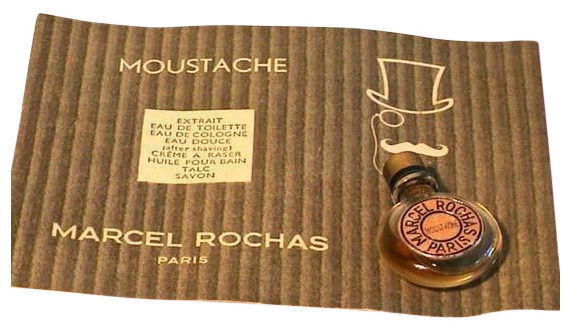 MOUSTACHE
EXTRAIT
EAU DE TOILETTE
EAU DE COLOGNE
EAU DOUCE
(after shaving)
CRÈME À RASER
HUILE POUR BAIN
TALC
SAVON
MARCEL ROCHAS
PARIS
MARCEL ROCHAS
MOUSTACHE
PARIS